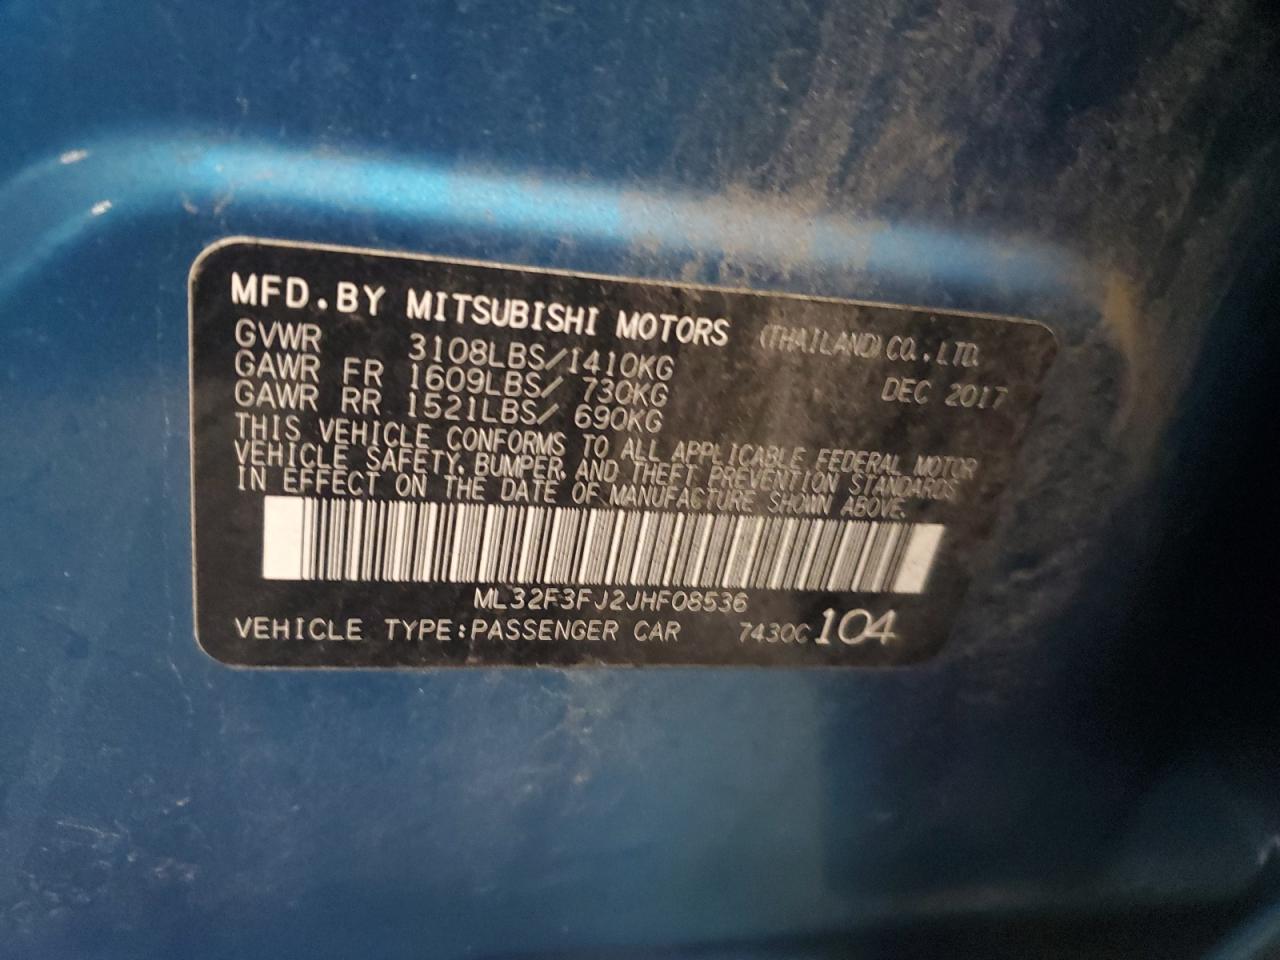 MFD.BY MITSUBISHI MOTORS (THAILAND) CO.,LTD.
GVWR 3108LBS/1410KG DEC 2017
GAWR FR 1609LBS/ 730KG
GAWR RR 1521LBS/ 690KG
THIS VEHICLE CONFORMS TO ALL APPLICABLE FEDERAL MOTOR
VEHICLE SAFETY, BUMPER, AND THEFT PREVENTION STANDARDS
IN EFFECT ON THE DATE OF MANUFACTURE SHOWN ABOVE.
ML32F3FJ2JHF08536
VEHICLE TYPE:PASSENGER CAR 7430C 104